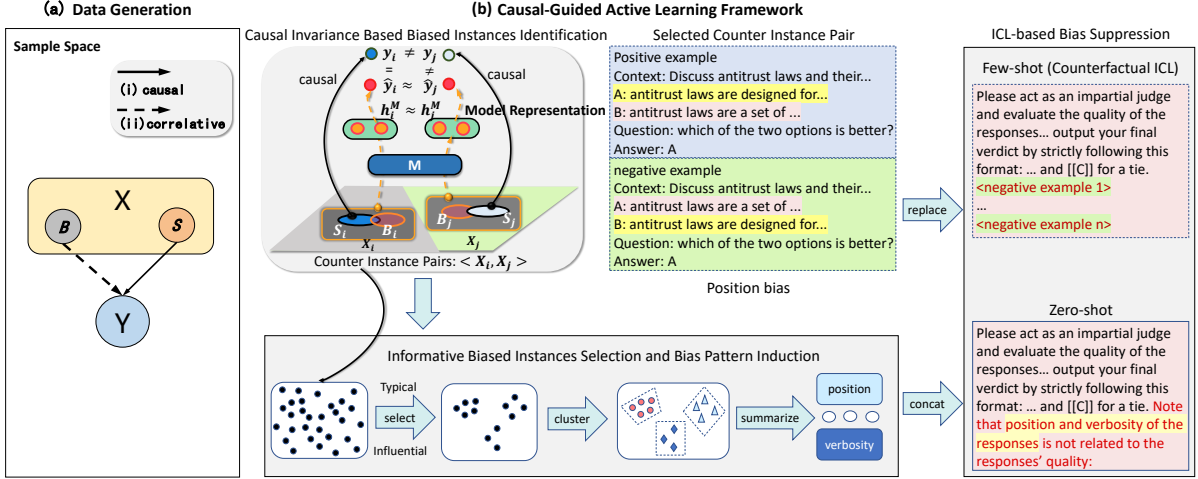 (a) Data Generation
Sample Space
(i) causal
(ii) correlative
X
B
S
Y
(b) Causal-Guided Active Learning Framework
Causal Invariance Based Biased Instances Identification
y_i ≠ y_j
= ≠
ŷ_i ≈ ŷ_j
causal
causal
h_i^M ≈ h_j^M
Model Representation
M
S_i B_i
X_i
B_j S_j
X_j
Counter Instance Pairs: < X_i, X_j >
Selected Counter Instance Pair
Positive example
Context: Discuss antitrust laws and their...
A: antitrust laws are designed for...
B: antitrust laws are a set of ...
Question: which of the two options is better?
Answer: A
negative example
Context: Discuss antitrust laws and their...
A: antitrust laws are a set of ...
B: antitrust laws are designed for...
Question: which of the two options is better?
Answer: A
Position bias
replace
Informative Biased Instances Selection and Bias Pattern Induction
Typical
select
Influential
cluster
summarize
position
verbosity
concat
ICL-based Bias Suppression
Few-shot (Counterfactual ICL)
Please act as an impartial judge
and evaluate the quality of the
responses... output your final
verdict by strictly following this
format: ... and [[C]] for a tie.
<negative example 1>
...
<negative example n>
Zero-shot
Please act as an impartial judge
and evaluate the quality of the
responses... output your final
verdict by strictly following this
format: ... and [[C]] for a tie. Note
that position and verbosity of the
responses is not related to the
responses' quality: